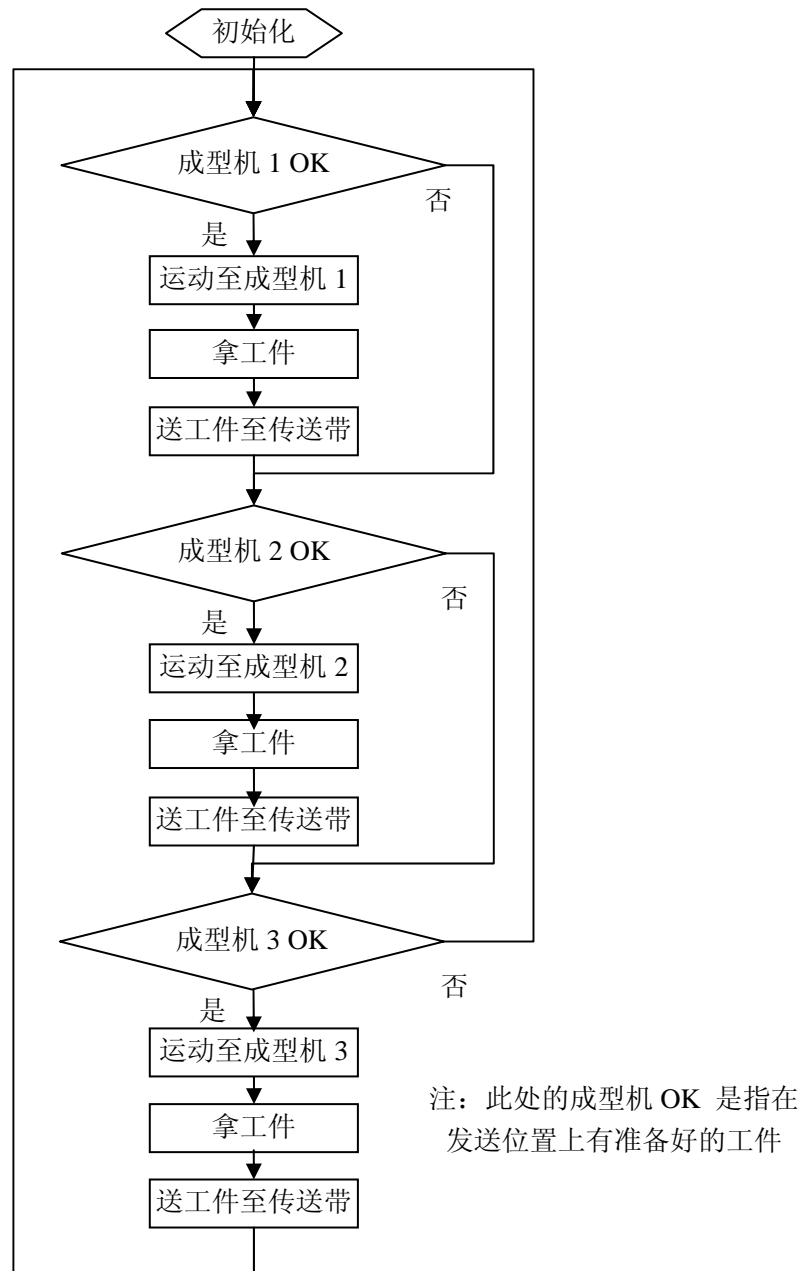 初始化
成型机 1 OK
否
是
运动至成型机 1
拿工件
送工件至传送带
成型机 2 OK
否
是
运动至成型机 2
拿工件
送工件至传送带
成型机 3 OK
否
是
运动至成型机 3
拿工件
送工件至传送带
注：此处的成型机 OK 是指在
发送位置上有准备好的工件